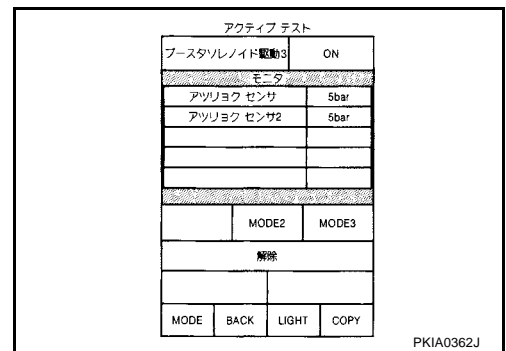 アクティブ テスト
ブースタソレノイド駆動3 ON
モニタ
アツリョク センサ 5bar
アツリョク センサ2 5bar
MODE2 MODE3
解除
MODE BACK LIGHT COPY
PKIA0362J